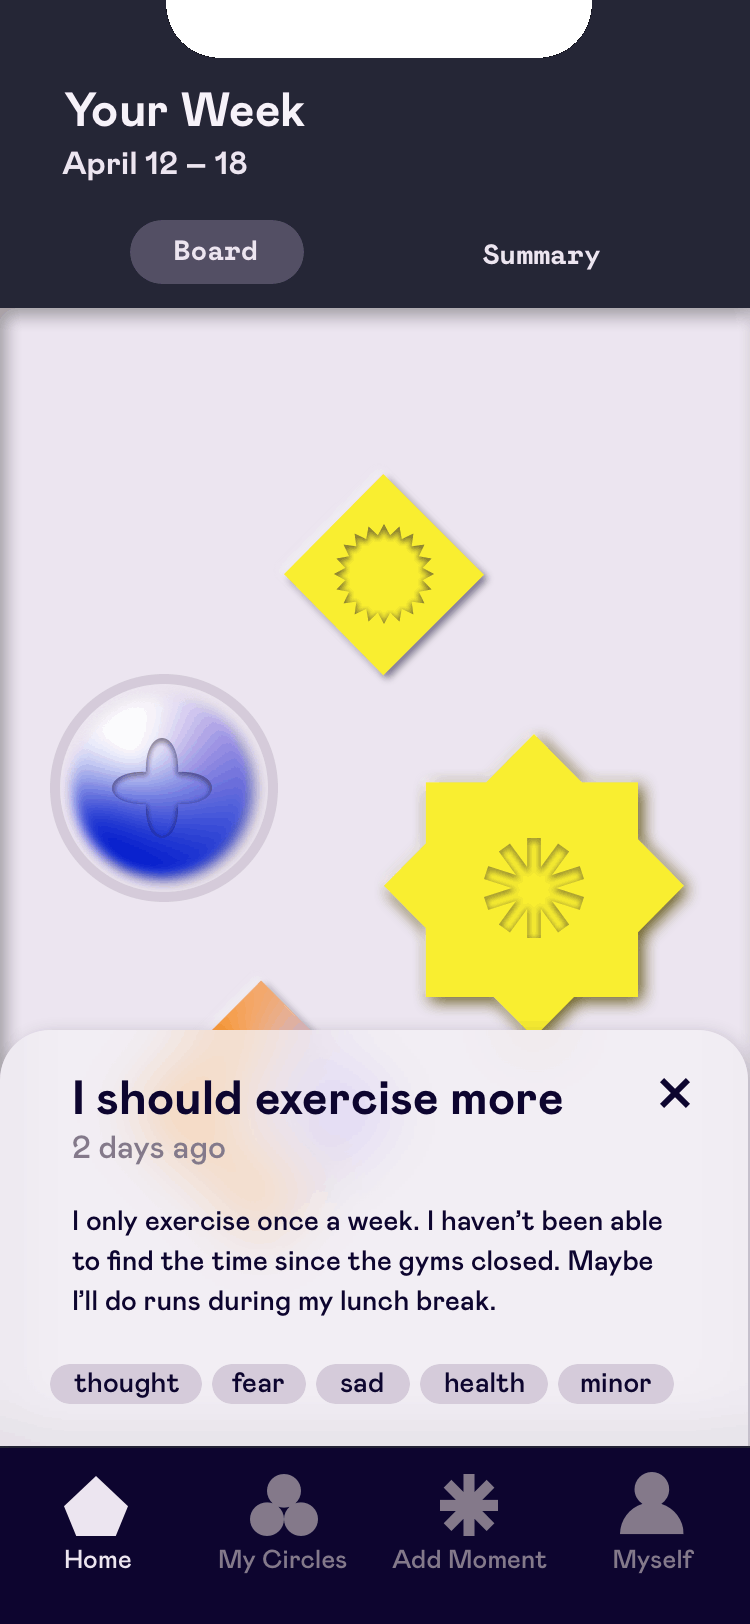 Your Week
April 12 – 18
Board
Summary
I should exercise more
2 days ago
I only exercise once a week. I haven’t been able
to find the time since the gyms closed. Maybe
I’ll do runs during my lunch break.
thought fear sad health minor
Home My Circles Add Moment Myself